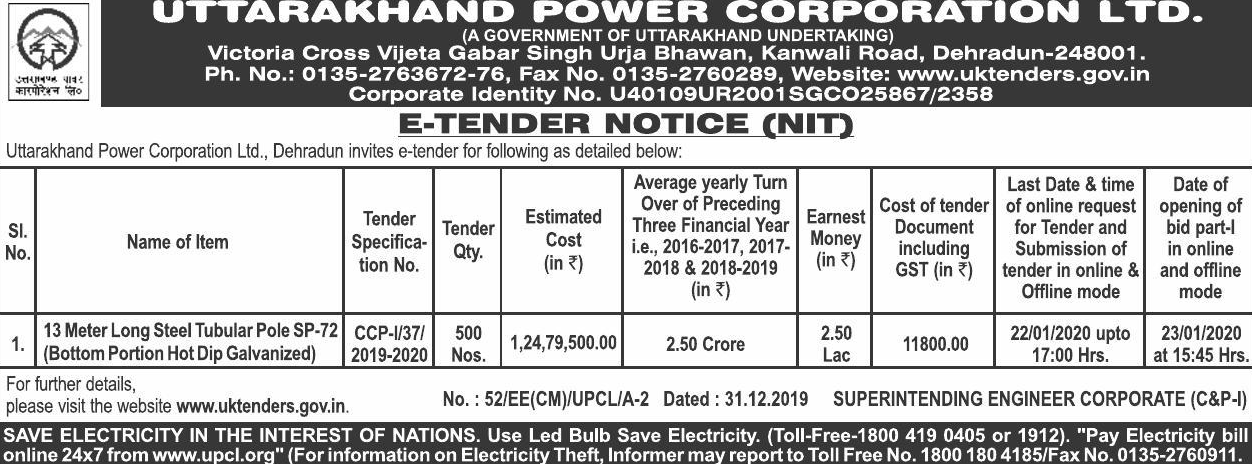 UTTARAKHAND POWER CORPORATION LTD.
(A GOVERNMENT OF UTTARAKHAND UNDERTAKING)
Victoria Cross Vijeta Gabar Singh Urja Bhawan, Kanwali Road, Dehradun-248001.
Ph. No.: 0135-2763672-76, Fax No. 0135-2760289, Website: www.uktenders.gov.in
Corporate Identity No. U40109UR2001SGCO25867/2358
उत्तराखण्ड पावर
कारपोरेशन लि०
E-TENDER NOTICE (NIT)
Uttarakhand Power Corporation Ltd., Dehradun invites e-tender for following as detailed below:
Sl.
No.
Name of Item
Tender
Specifica-
tion No.
Tender
Qty.
Estimated
Cost
(in ₹)
Average yearly Turn
Over of Preceding
Three Financial Year
i.e., 2016-2017, 2017-
2018 & 2018-2019
(in ₹)
Earnest
Money
(in ₹)
Cost of tender
Document
including
GST (in ₹)
Last Date & time
of online request
for Tender and
Submission of
tender in online &
Offline mode
Date of
opening of
bid part-I
in online
and offline
mode
1.
13 Meter Long Steel Tubular Pole SP-72
(Bottom Portion Hot Dip Galvanized)
CCP-I/37/
2019-2020
500
Nos.
1,24,79,500.00
2.50 Crore
2.50
Lac
11800.00
22/01/2020 upto
17:00 Hrs.
23/01/2020
at 15:45 Hrs.
For further details,
please visit the website www.uktenders.gov.in.
No. : 52/EE(CM)/UPCL/A-2 Dated : 31.12.2019 SUPERINTENDING ENGINEER CORPORATE (C&P-I)
SAVE ELECTRICITY IN THE INTEREST OF NATIONS. Use Led Bulb Save Electricity. (Toll-Free-1800 419 0405 or 1912). "Pay Electricity bill
online 24x7 from www.upcl.org" (For information on Electricity Theft, Informer may report to Toll Free No. 1800 180 4185/Fax No. 0135-2760911.